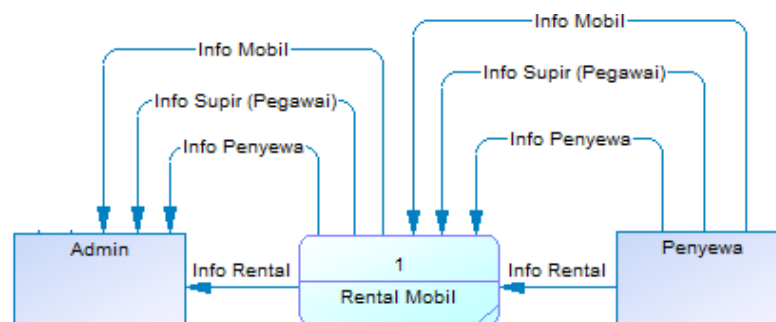 Info Mobil
Info Mobil
Info Supir (Pegawai)
Info Supir (Pegawai)
Info Penyewa
Info Penyewa
Admin
Info Rental
1
Rental Mobil
Info Rental
Penyewa